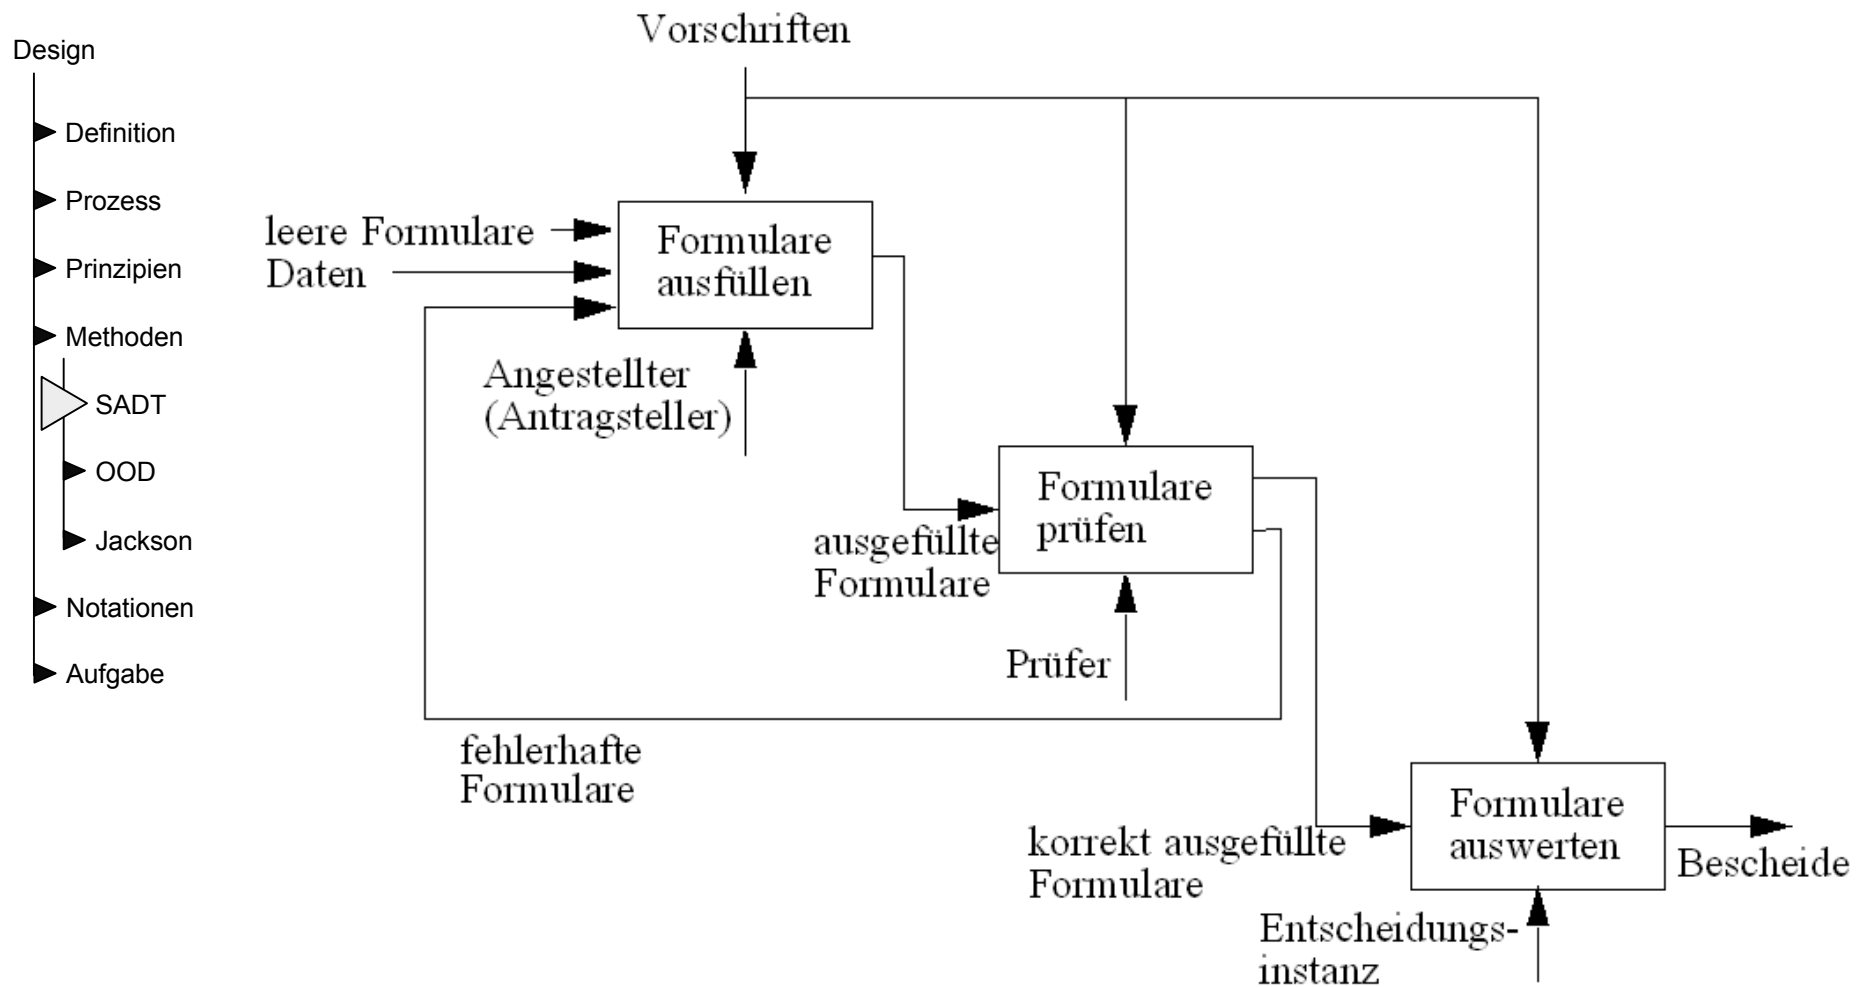 Design
Definition
Prozess
Prinzipien
Methoden
SADT
OOD
Jackson
Notationen
Aufgabe
Vorschriften
leere Formulare
Daten
Formulare
ausfüllen
Angestellter
(Antragsteller)
ausgefüllte
Formulare
Formulare
prüfen
Prüfer
fehlerhafte
Formulare
korrekt ausgefüllte
Formulare
Formulare
auswerten
Bescheide
Entscheidungs-
instanz